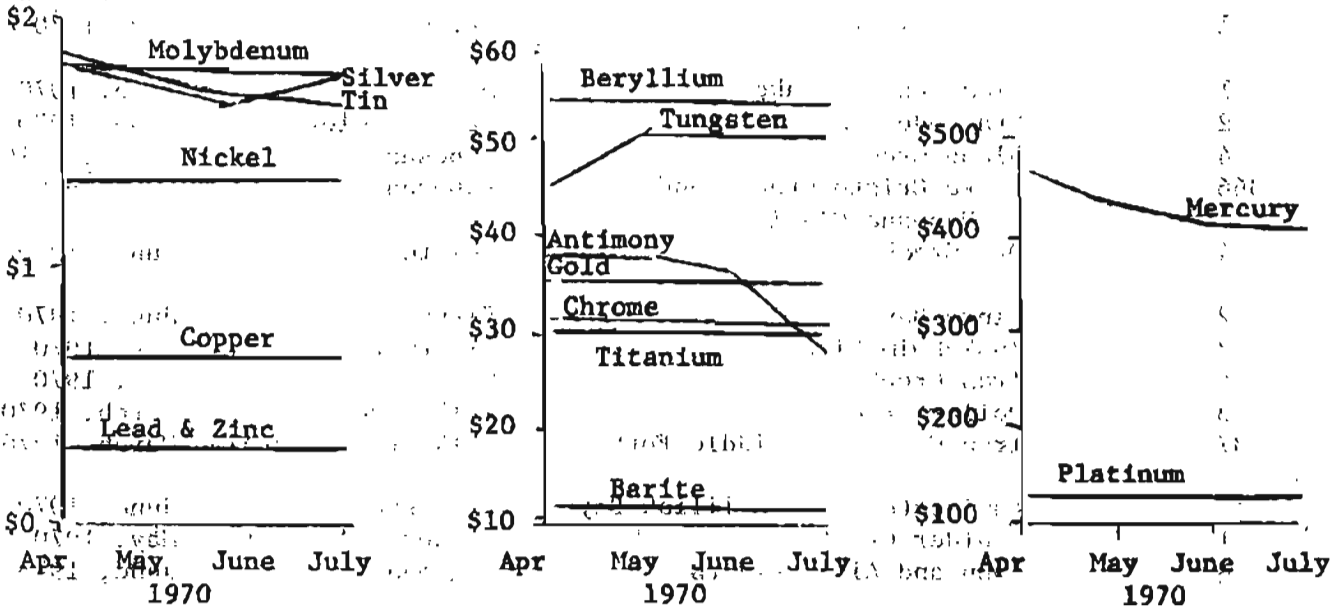 $2
Molybdenum
Silver
Tin
Nickel
$1
Copper
Lead & Zinc
$0
Apr May June July
1970
$60
Beryllium
Tungsten
$50
$40
Antimony
Gold
Chrome
$30
Titanium
$20
Barite
$10
Apr May June July
1970
$500
Mercury
$400
$300
$200
Platinum
$100
Apr May June July
1970